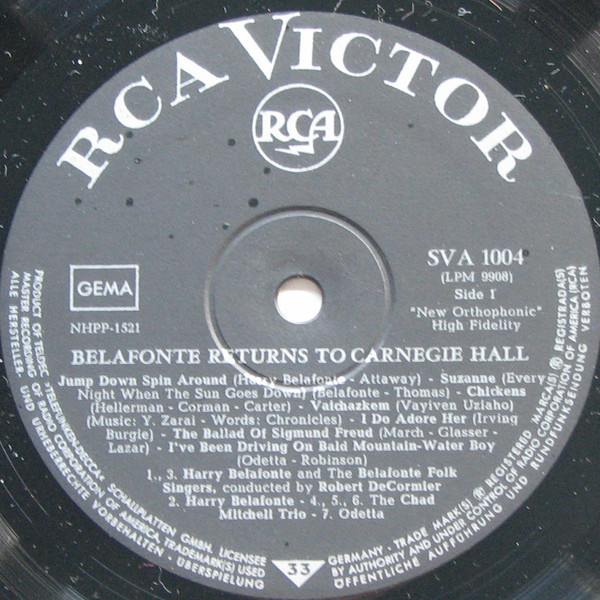 RCA VICTOR
RCA
SVA 1004
(LPM 9908)
GEMA
Side 1
"New Orthophonic"
NHPP-1521
High Fidelity
BELAFONTE RETURNS TO CARNEGIE HALL
Jump Down Spin Around (Harry Belafonte - Attaway) - Suzanne (Every
Night When The Sun Goes Down) (Belafonte - Thomas) - Chickens
(Hellerman - Corman - Carter) - Vaichazkem (Vayiven Uzlaho)
(Music: Y. Zarai - Words: Chronicles) - I Do Adore Her (Irving
Burgie) - The Ballad Of Sigmund Freud (March - Glasser -
Lazar) - I've Been Driving On Bald Mountain-Water Boy
(Odetta - Robinson)
1., 3. Harry Belafonte and The Belafonte Folk
Singers, conducted by Robert DeCormier
2. Harry Belafonte - 4., 5., 6. The Chad
Mitchell Trio - 7. Odetta
33
PRODUCT OF TELDEC »TELEFUNKEN-DECCA« SCHALLPLATTEN GMBH. LICENSEE
MASTER RECORDING OF RADIO CORPORATION OF AMERICA. TRADEMARK(S) USED
ALLE HERSTELLER- UND URHEBERRECHTE VORBEHALTEN · ÜBERSPIELUNG
GERMANY · TRADE MARK(S) ® REGISTERED. MARCA(S) ® REGISTRADA(S)
BY AUTHORITY AND UNDER CONTROL OF RADIO CORPORATION OF AMERICA (RCA)
ÖFFENTLICHE AUFFÜHRUNG UND RUNDFUNKSENDUNG VERBOTEN